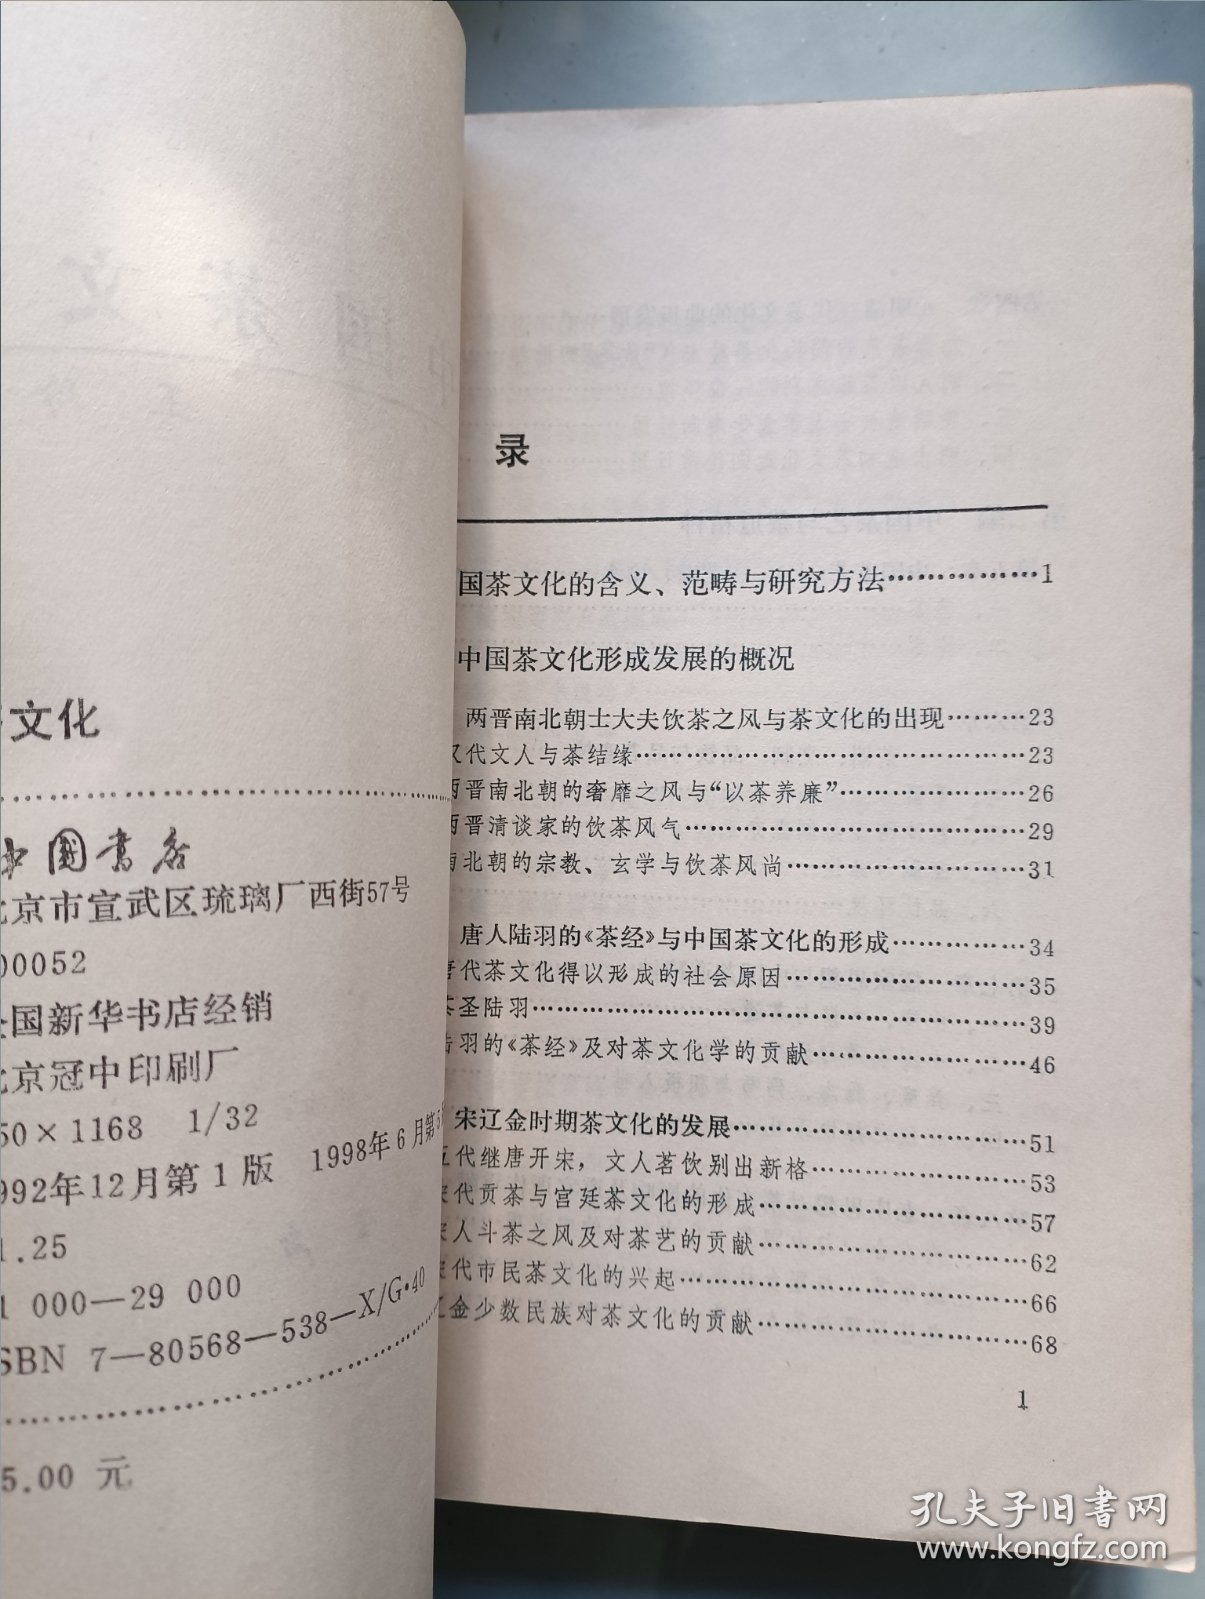 文化
中国书店
北京市宣武区琉璃厂西街57号
00052
全国新华书店经销
北京冠中印刷厂
50×1168 1/32
992年12月第1版 1998年6月第5
1.25
1 000—29 000
ISBN 7—80568—538—X/G·40
5.00 元
录
国茶文化的含义、范畴与研究方法……………1
中国茶文化形成发展的概况
两晋南北朝士大夫饮茶之风与茶文化的出现………23
汉代文人与茶结缘………………………………………23
两晋南北朝的奢靡之风与“以茶养廉”………………26
两晋清谈家的饮茶风气…………………………………29
南北朝的宗教、玄学与饮茶风尚………………………31
唐人陆羽的《茶经》与中国茶文化的形成……………34
唐代茶文化得以形成的社会原因………………………35
茶圣陆羽…………………………………………………39
陆羽的《茶经》及对茶文化学的贡献…………………46
宋辽金时期茶文化的发展………………………………51
五代继唐开宋，文人茗饮别出新格……………………53
宋代贡茶与宫廷茶文化的形成…………………………57
宋人斗茶之风及对茶艺的贡献…………………………62
宋代市民茶文化的兴起…………………………………66
辽金少数民族对茶文化的贡献…………………………68
1
孔夫子旧书网
www.kongfz.com